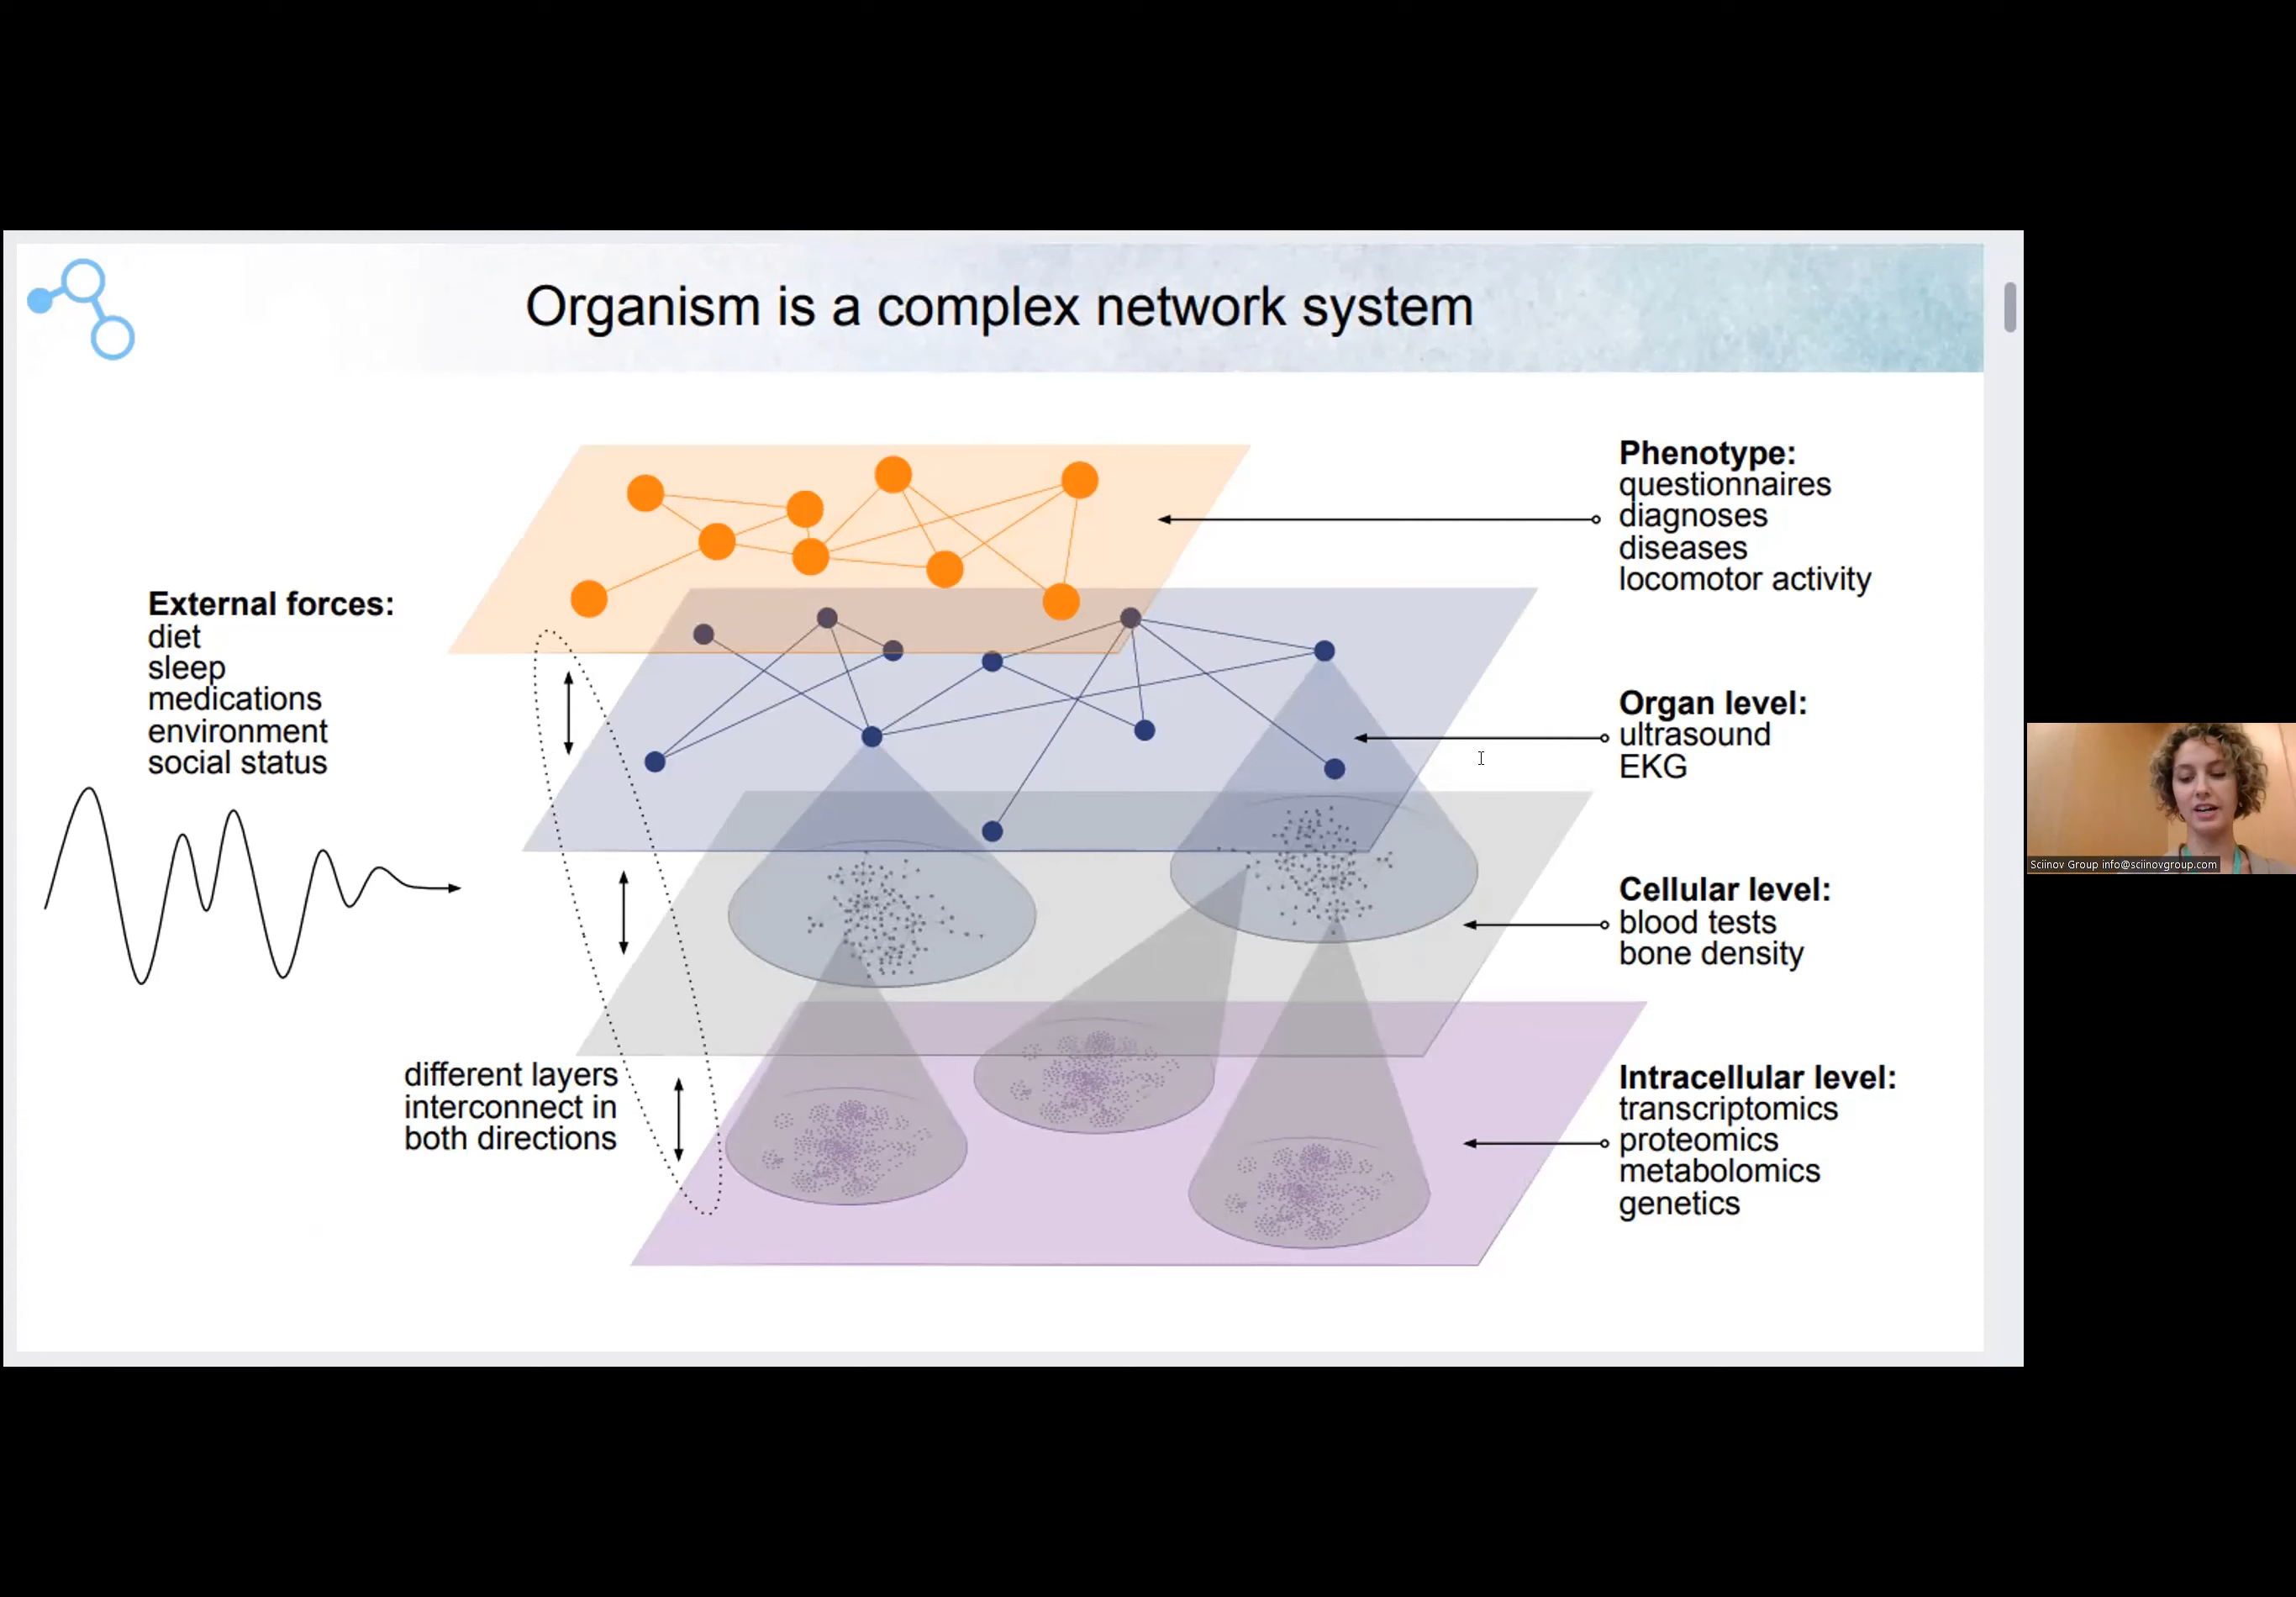 Organism is a complex network system
External forces:
diet
sleep
medications
environment
social status
different layers
interconnect in
both directions
Phenotype:
questionnaires
diagnoses
diseases
locomotor activity
Organ level:
ultrasound
EKG
Cellular level:
blood tests
bone density
Intracellular level:
transcriptomics
proteomics
metabolomics
genetics
Sciinov Group info@sciinovgroup.com